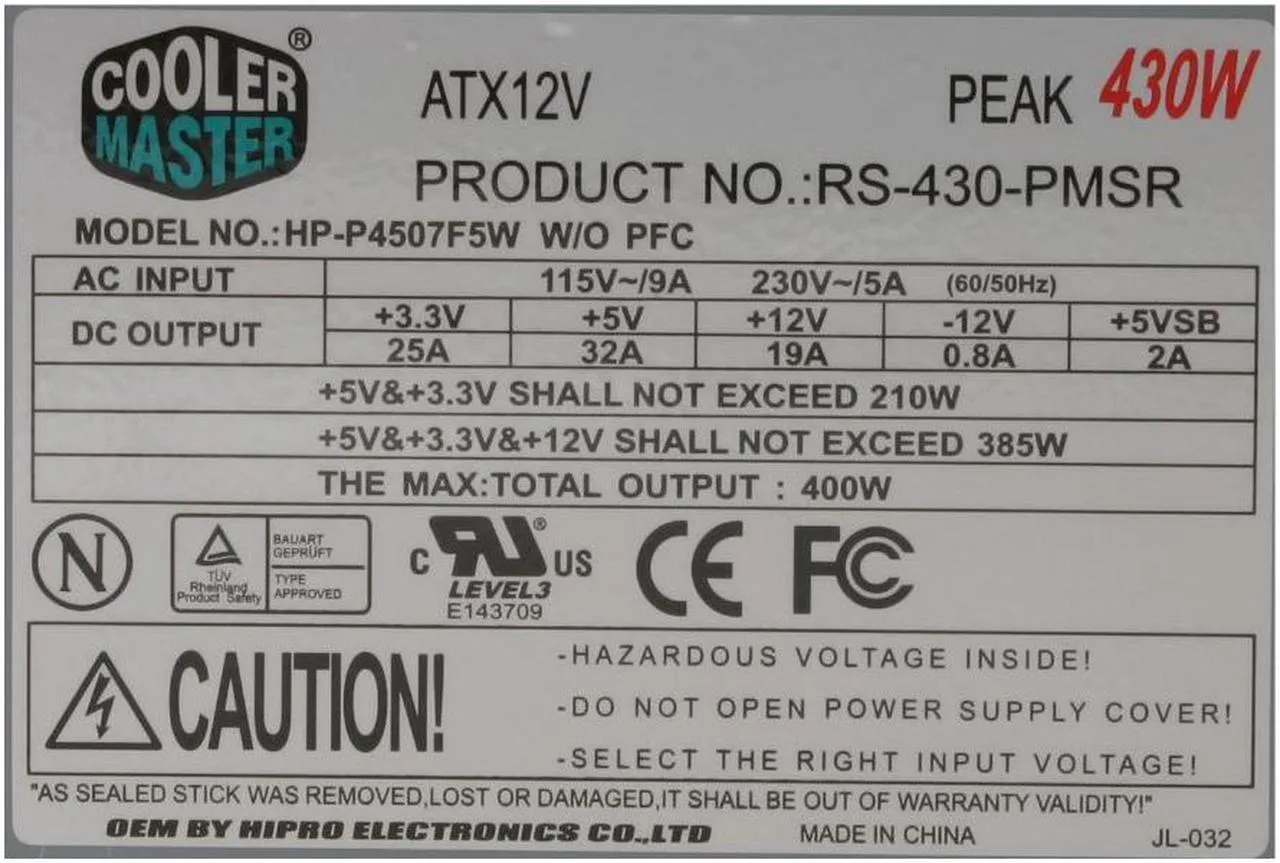 COOLER ®
MASTER
ATX12V PEAK 430W
PRODUCT NO.:RS-430-PMSR
MODEL NO.:HP-P4507F5W W/O PFC
AC INPUT 115V~/9A 230V~/5A (60/50Hz)
DC OUTPUT +3.3V +5V +12V -12V +5VSB
25A 32A 19A 0.8A 2A
+5V&+3.3V SHALL NOT EXCEED 210W
+5V&+3.3V&+12V SHALL NOT EXCEED 385W
THE MAX:TOTAL OUTPUT : 400W
N
TÜV
Rheinland
Product Safety
BAUART
GEPRÜFT
TYPE
APPROVED
C RU ® US
LEVEL3
E143709
CE FC
CAUTION!
-HAZARDOUS VOLTAGE INSIDE!
-DO NOT OPEN POWER SUPPLY COVER!
-SELECT THE RIGHT INPUT VOLTAGE!
"AS SEALED STICK WAS REMOVED,LOST OR DAMAGED,IT SHALL BE OUT OF WARRANTY VALIDITY!"
OEM BY HIPRO ELECTRONICS CO.,LTD MADE IN CHINA JL-032